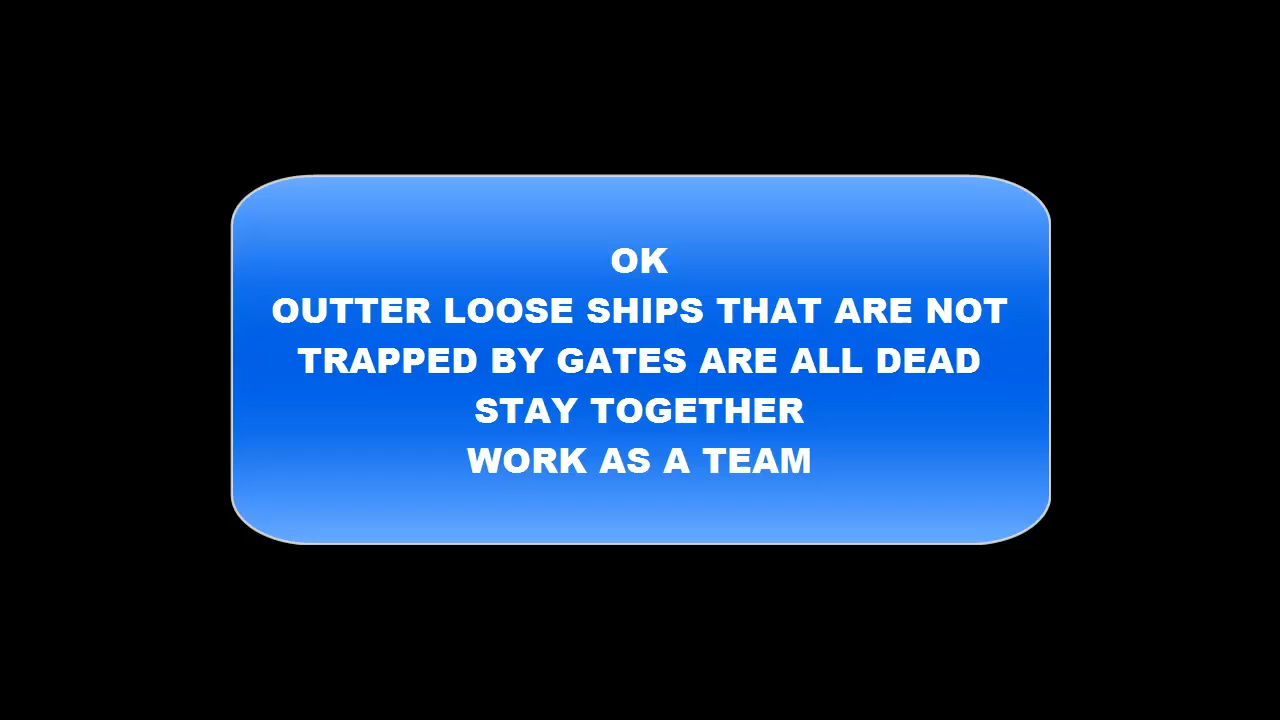 OK
OUTTER LOOSE SHIPS THAT ARE NOT
TRAPPED BY GATES ARE ALL DEAD
STAY TOGETHER
WORK AS A TEAM